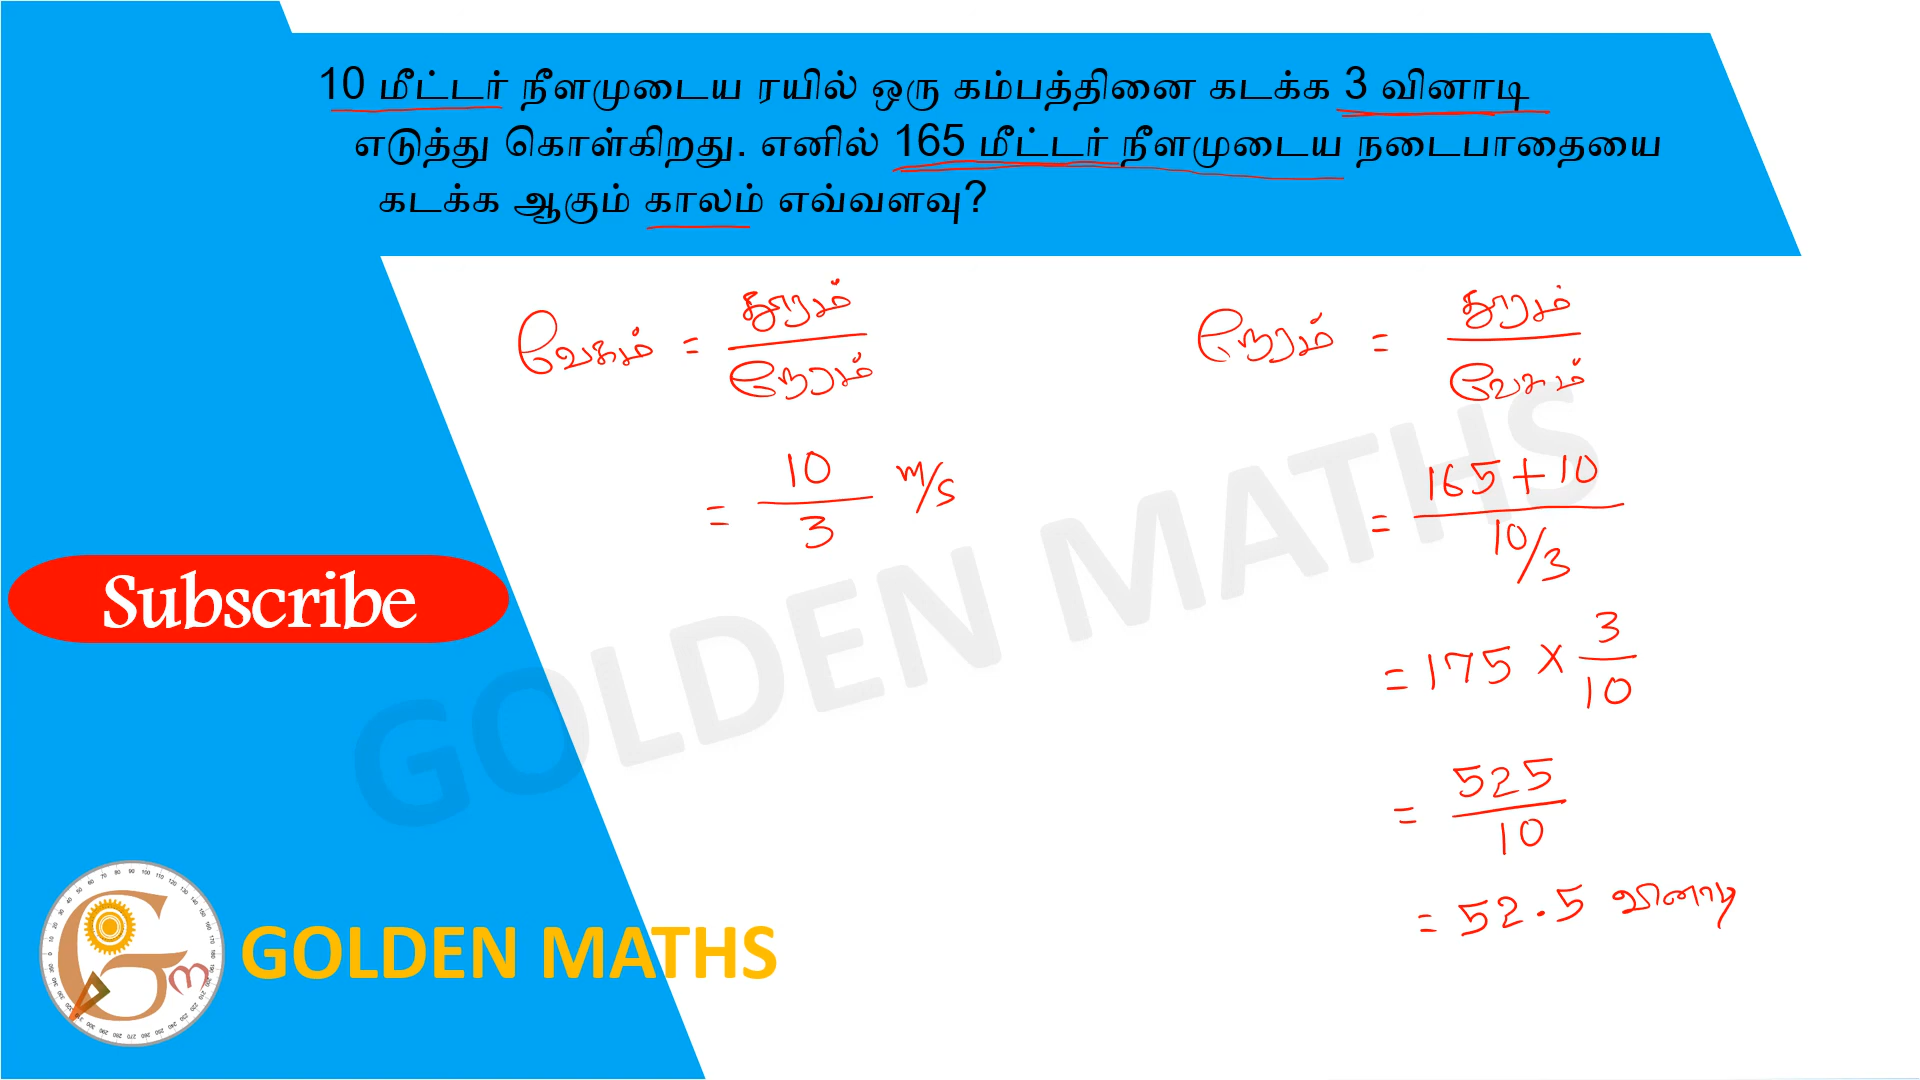 10 மீட்டர் நீளமுடைய ரயில் ஒரு கம்பத்தினை கடக்க 3 வினாடி
எடுத்து கொள்கிறது. எனில் 165 மீட்டர் நீளமுடைய நடைபாதையை
கடக்க ஆகும் காலம் எவ்வளவு?
வேகம் = தூரம் / நேரம்
= 10 / 3 m/s
நேரம் = தூரம் / வேகம்
= 165 + 10 / 10/3
= 175 × 3/10
= 525 / 10
= 52.5 வினாடி
Subscribe
GOLDEN MATHS
GOLDEN MATHS